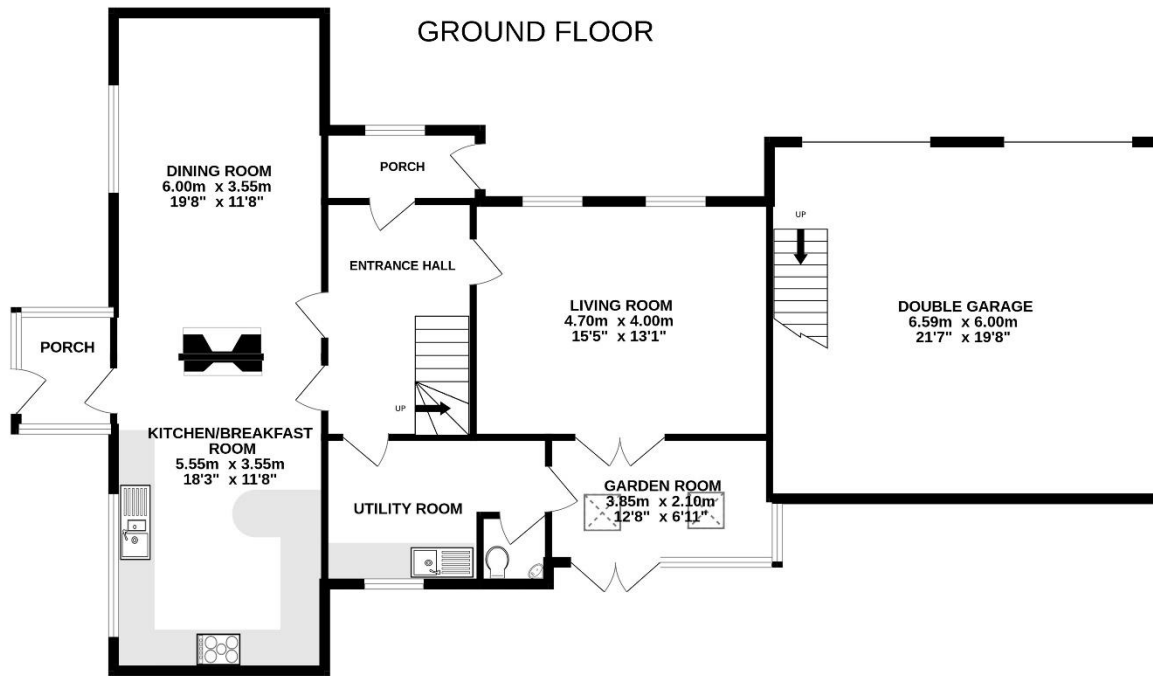 GROUND FLOOR
DINING ROOM
6.00m x 3.55m
19'8" x 11'8"
PORCH
ENTRANCE HALL
UP
LIVING ROOM
4.70m x 4.00m
15'5" x 13'1"
UP
DOUBLE GARAGE
6.59m x 6.00m
21'7" x 19'8"
PORCH
KITCHEN/BREAKFAST
ROOM
5.55m x 3.55m
18'3" x 11'8"
UTILITY ROOM
GARDEN ROOM
3.85m x 2.10m
12'8" x 6'11"